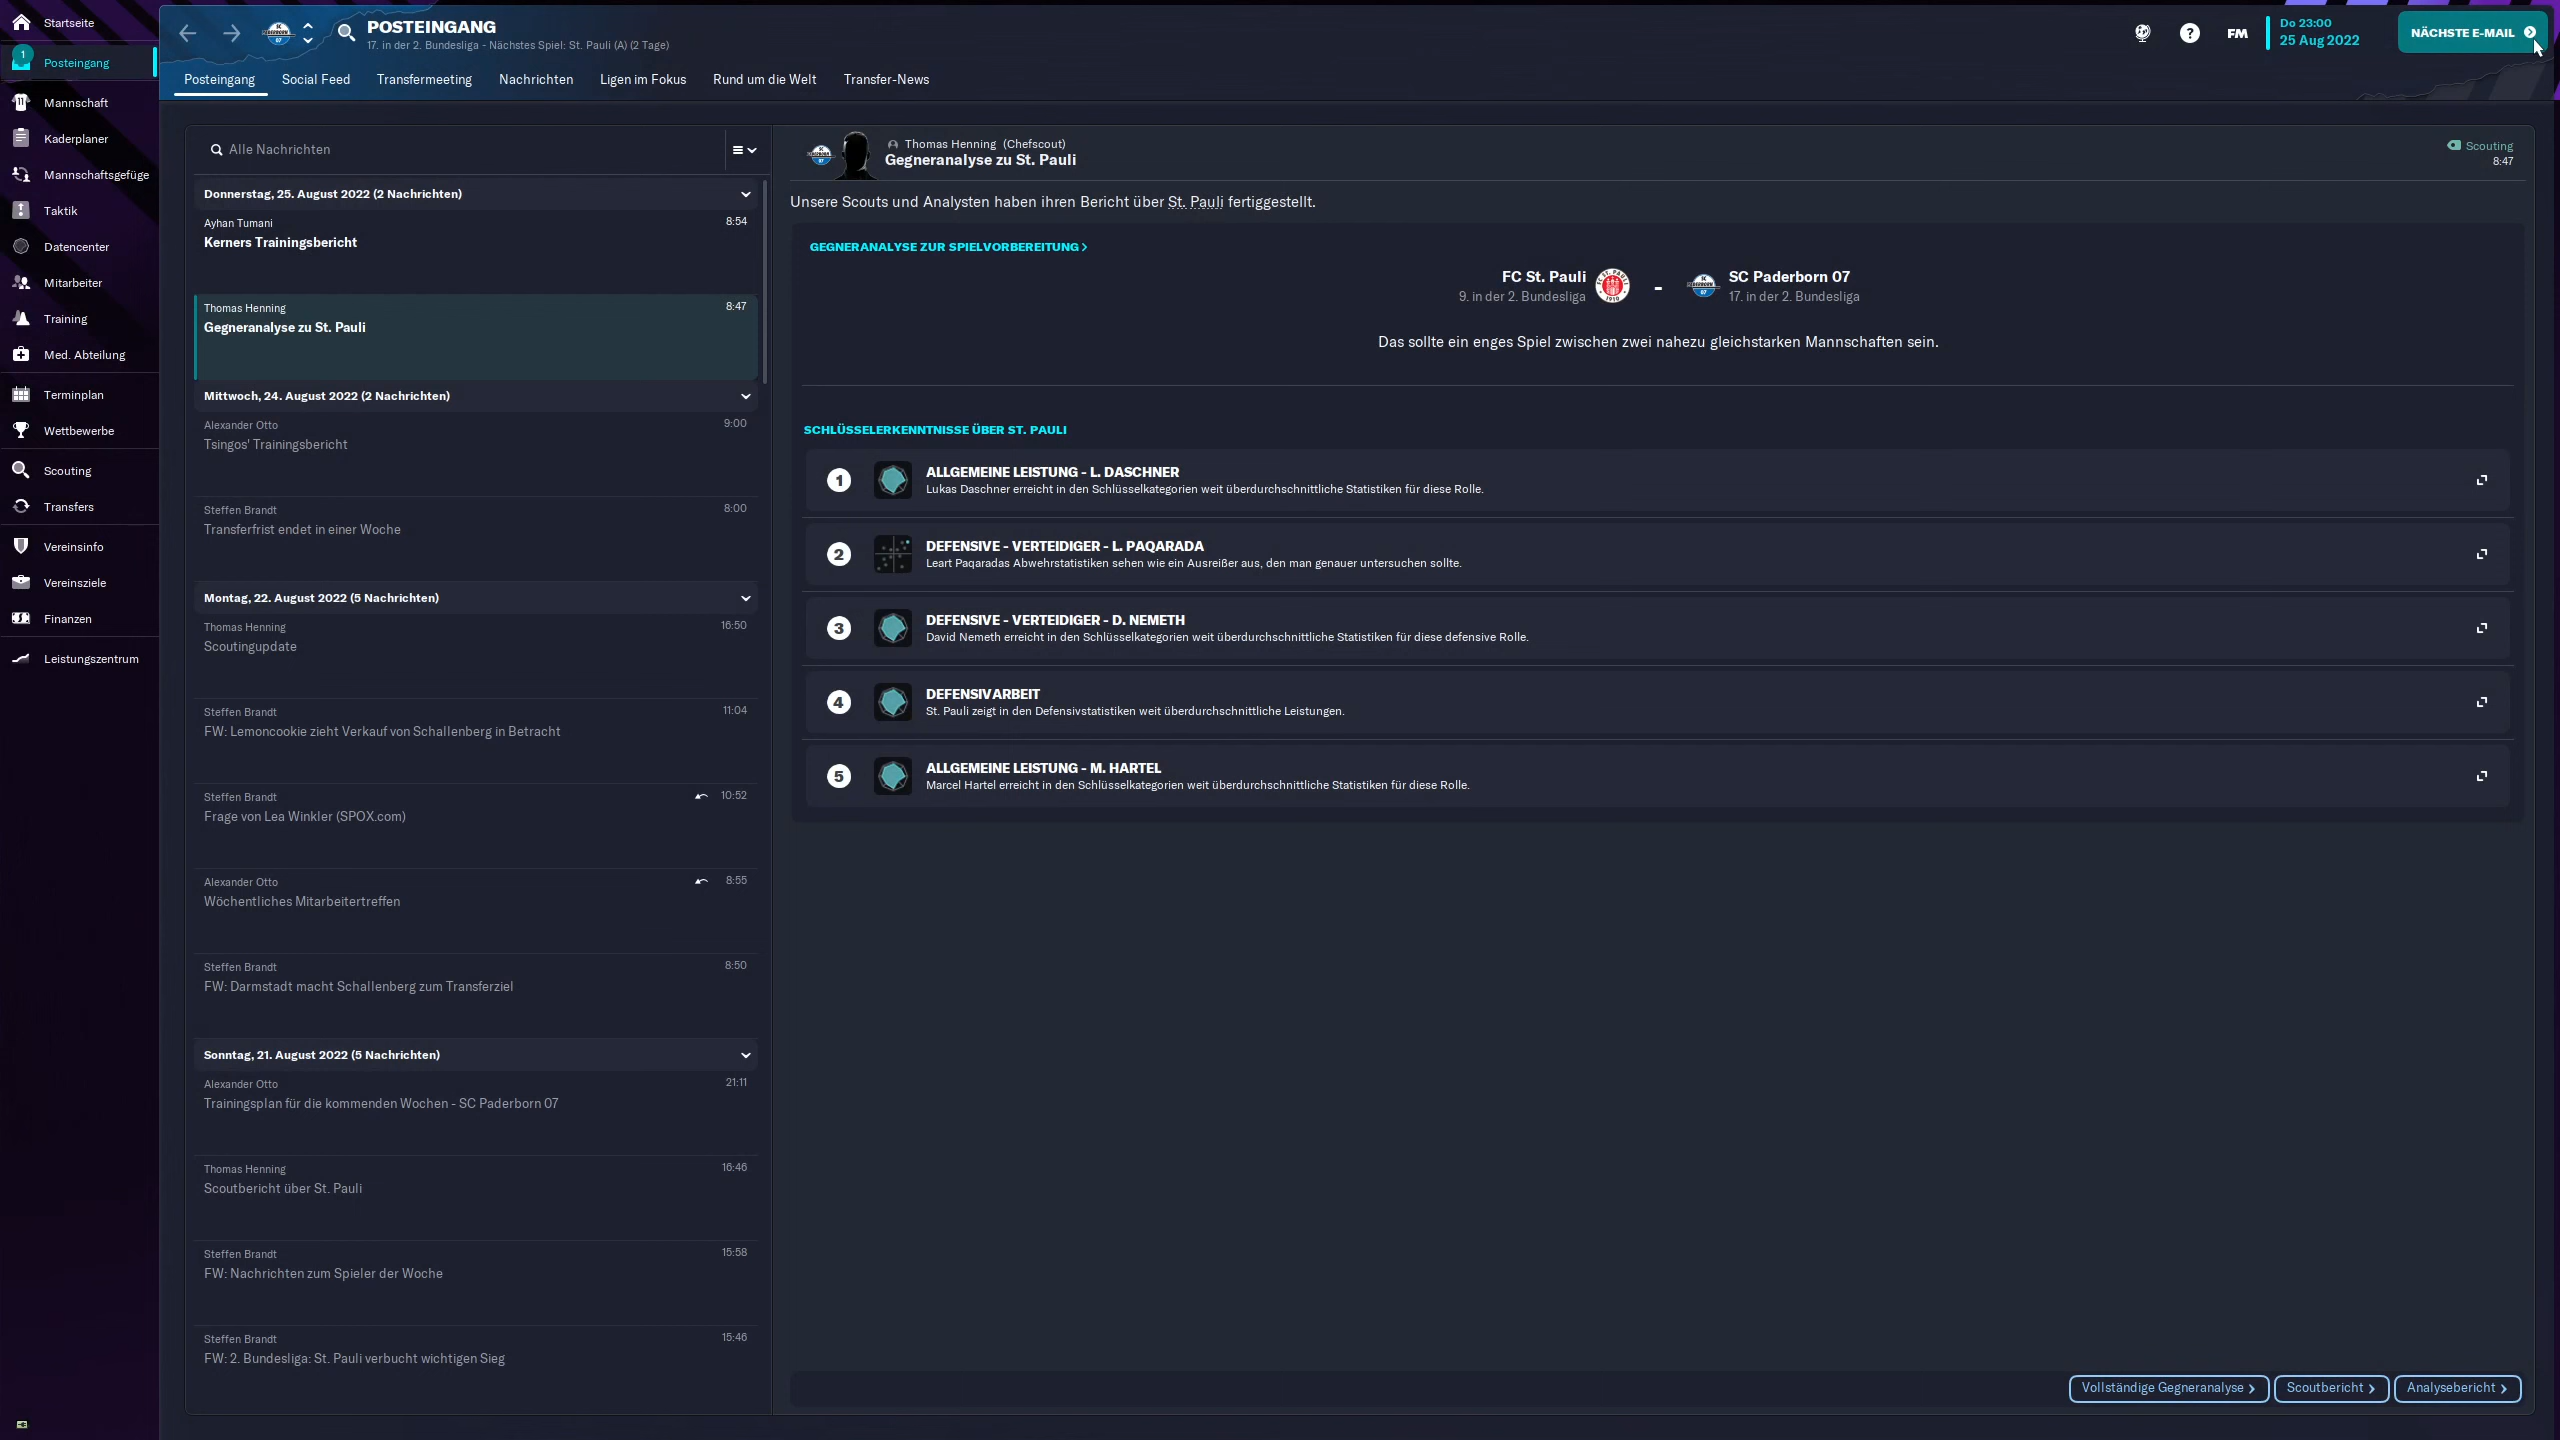 Startseite
1
Posteingang
Mannschaft
Kaderplaner
Mannschaftsgefüge
Taktik
Datencenter
Mitarbeiter
Training
Med. Abteilung
Terminplan
Wettbewerbe
Scouting
Transfers
Vereinsinfo
Vereinsziele
Finanzen
Leistungszentrum
POSTEINGANG
17. in der 2. Bundesliga - Nächstes Spiel: St. Pauli (A) (2 Tage)
FM
Do 23:00
25 Aug 2022
NÄCHSTE E-MAIL
Posteingang Social Feed Transfermeeting Nachrichten Ligen im Fokus Rund um die Welt Transfer-News
Alle Nachrichten
Donnerstag, 25. August 2022 (2 Nachrichten)
Ayhan Tumani 8:54
Kerners Trainingsbericht
Thomas Henning 8:47
Gegneranalyse zu St. Pauli
Mittwoch, 24. August 2022 (2 Nachrichten)
Alexander Otto 9:00
Tsingos' Trainingsbericht
Steffen Brandt 8:00
Transferfrist endet in einer Woche
Montag, 22. August 2022 (5 Nachrichten)
Thomas Henning 16:50
Scoutingupdate
Steffen Brandt 11:04
FW: Lemoncookie zieht Verkauf von Schallenberg in Betracht
Steffen Brandt 10:52
Frage von Lea Winkler (SPOX.com)
Alexander Otto 8:55
Wöchentliches Mitarbeitertreffen
Steffen Brandt 8:50
FW: Darmstadt macht Schallenberg zum Transferziel
Sonntag, 21. August 2022 (5 Nachrichten)
Alexander Otto 21:11
Trainingsplan für die kommenden Wochen - SC Paderborn 07
Thomas Henning 16:46
Scoutbericht über St. Pauli
Steffen Brandt 15:58
FW: Nachrichten zum Spieler der Woche
Steffen Brandt 15:46
FW: 2. Bundesliga: St. Pauli verbucht wichtigen Sieg
Thomas Henning (Chefscout)
Gegneranalyse zu St. Pauli
Scouting
8:47
Unsere Scouts und Analysten haben ihren Bericht über St. Pauli fertiggestellt.
GEGNERANALYSE ZUR SPIELVORBEREITUNG
FC St. Pauli - SC Paderborn 07
9. in der 2. Bundesliga 17. in der 2. Bundesliga
Das sollte ein enges Spiel zwischen zwei nahezu gleichstarken Mannschaften sein.
SCHLÜSSELERKENNTNISSE ÜBER ST. PAULI
1 ALLGEMEINE LEISTUNG - L. DASCHNER
Lukas Daschner erreicht in den Schlüsselkategorien weit überdurchschnittliche Statistiken für diese Rolle.
2 DEFENSIVE - VERTEIDIGER - L. PAQARADA
Leart Paqaradas Abwehrstatistiken sehen wie ein Ausreißer aus, den man genauer untersuchen sollte.
3 DEFENSIVE - VERTEIDIGER - D. NEMETH
David Nemeth erreicht in den Schlüsselkategorien weit überdurchschnittliche Statistiken für diese defensive Rolle.
4 DEFENSIVARBEIT
St. Pauli zeigt in den Defensivstatistiken weit überdurchschnittliche Leistungen.
5 ALLGEMEINE LEISTUNG - M. HARTEL
Marcel Hartel erreicht in den Schlüsselkategorien weit überdurchschnittliche Statistiken für diese Rolle.
Vollständige Gegneranalyse Scoutbericht Analysebericht